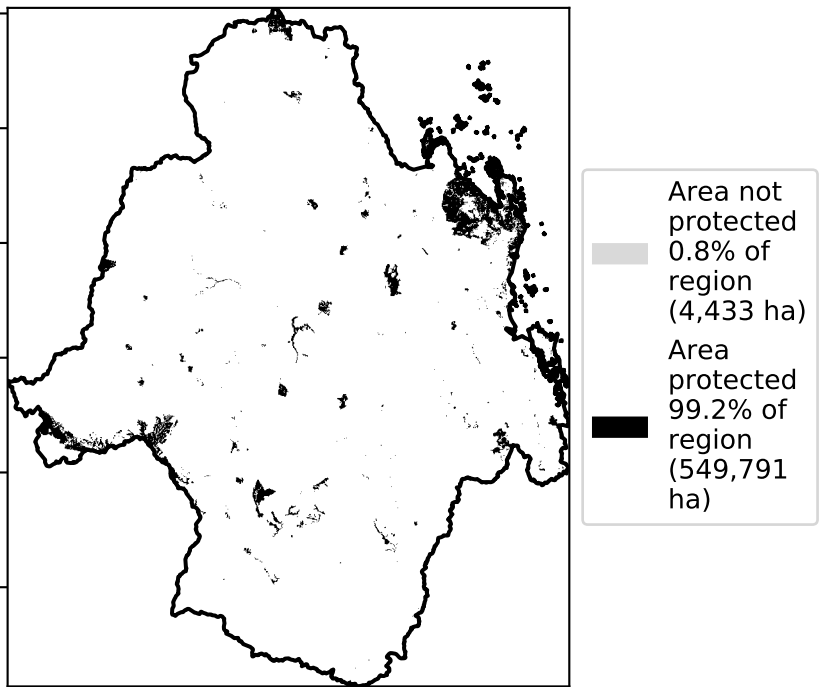 Area not
protected
0.8% of
region
(4,433 ha)
Area
protected
99.2% of
region
(549,791
ha)